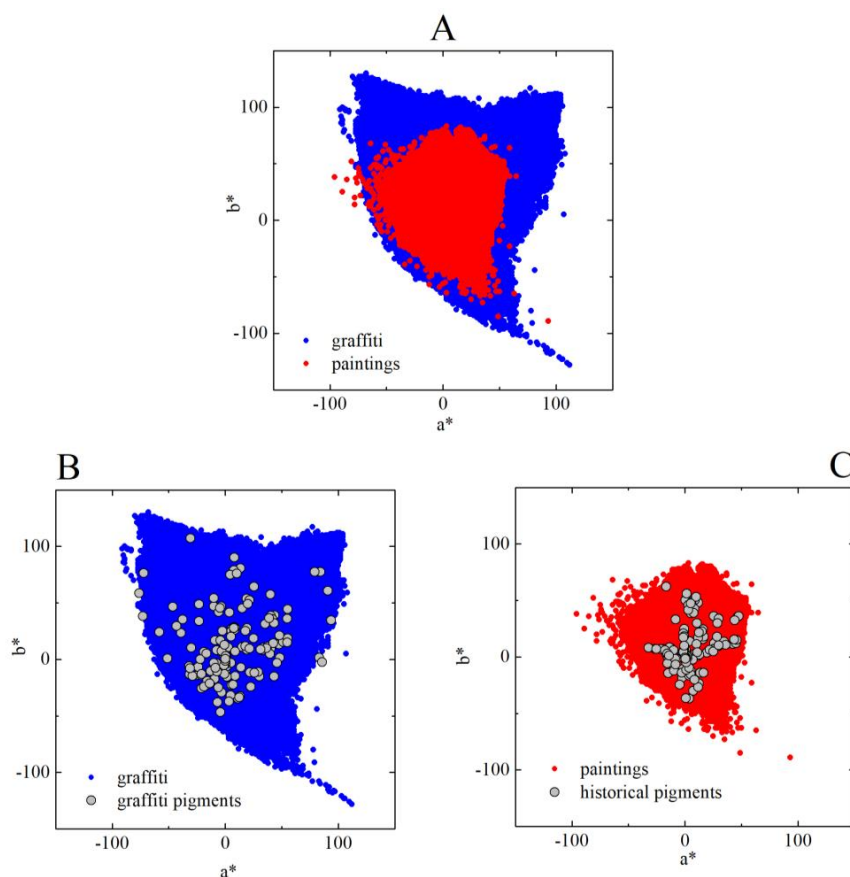 A
100
0
-100
b*
graffiti
paintings
-100 0 100
a*
B
100
0
-100
b*
graffiti
graffiti pigments
-100 0 100
a*
C
100
0
-100
b*
paintings
historical pigments
-100 0 100
a*